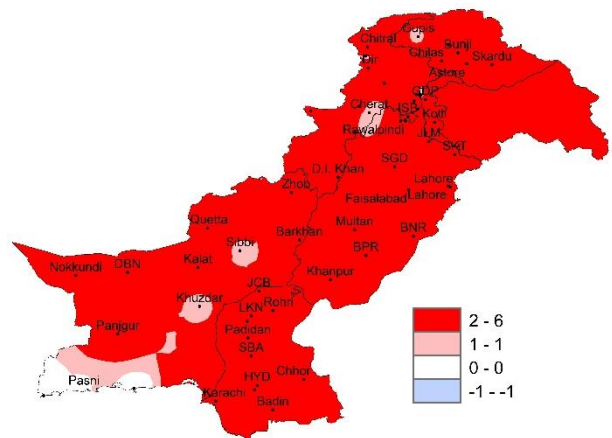 Gupis
Chitral
Bunji
Chilas
Skardu
Dir
Astore
GDP
Cherat
ISB
Kotli
Rawalpindi
JLM
SKT
SGD
D.I. Khan
Lahore
Zhob
Faisalabad
Lahore
Quetta
Multan
Barkhan
BNR
Sibbi
BPR
Kalat
Nokkundi
DBN
Khanpur
JCB
Khuzdar
LKN
Rohri
Panjgur
Padidan
SBA
Pasni
HYD
Chhor
Karachi
Badin
2 - 6
1 - 1
0 - 0
-1 - -1